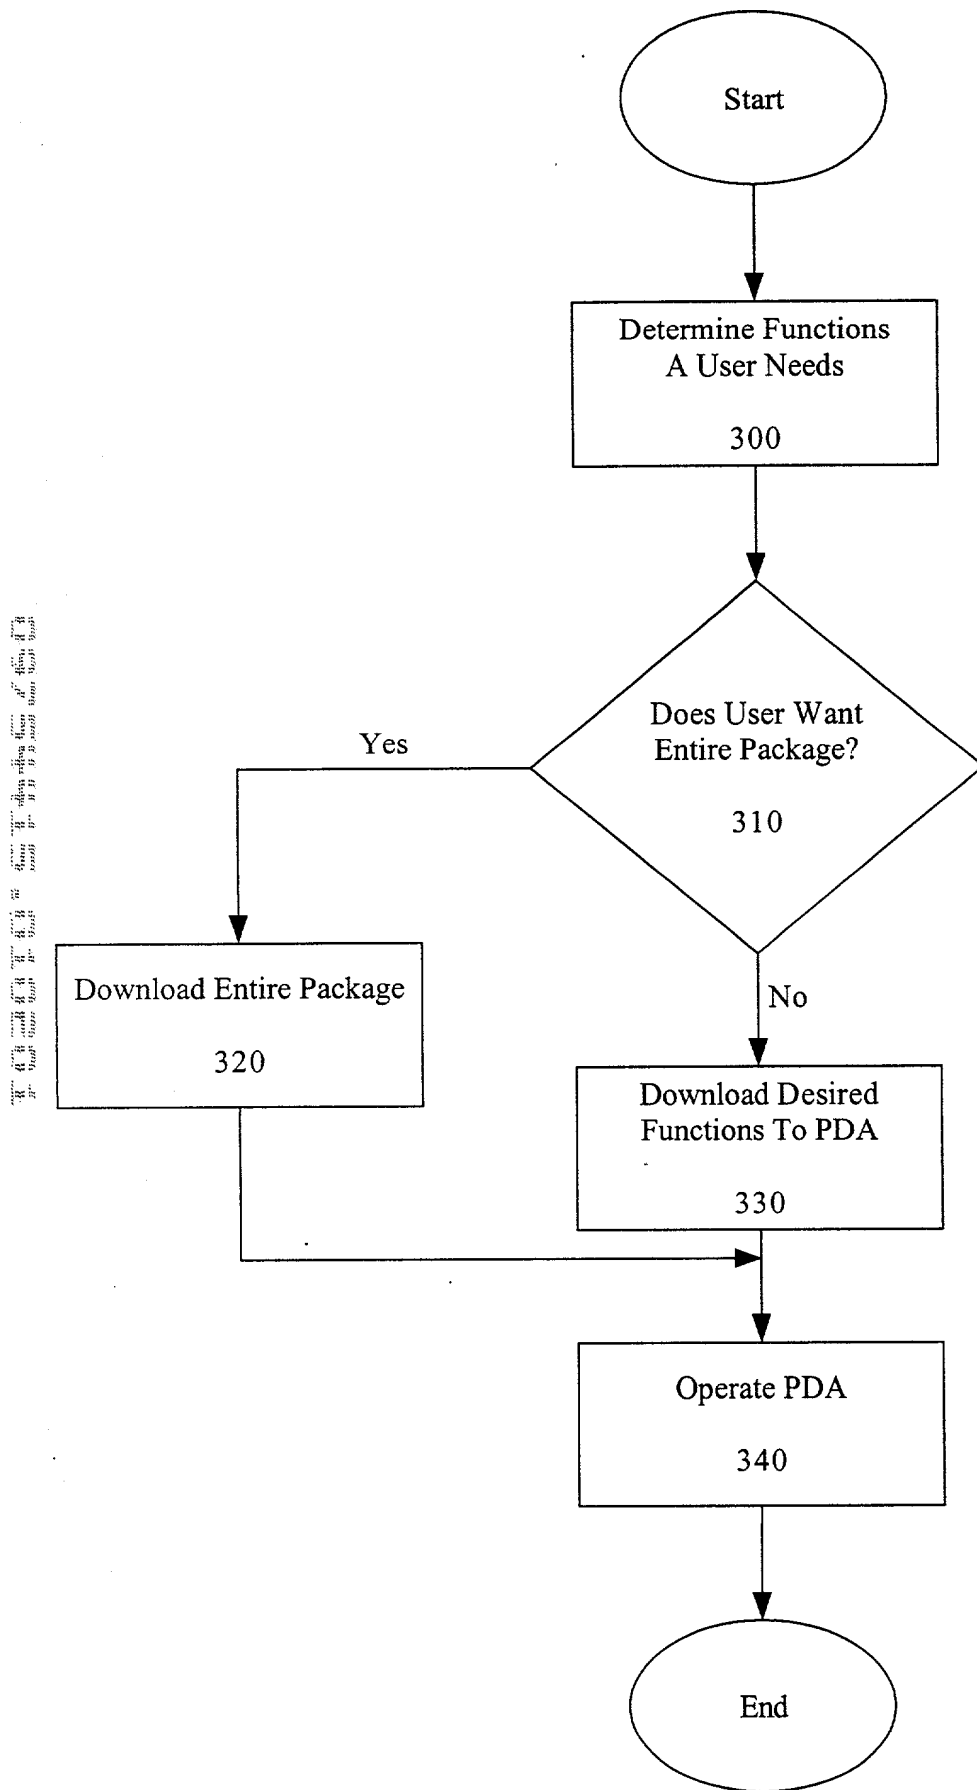 Start
Determine Functions
A User Needs
300
Does User Want
Entire Package?
310
Yes
No
Download Entire Package
320
Download Desired
Functions To PDA
330
Operate PDA
340
End